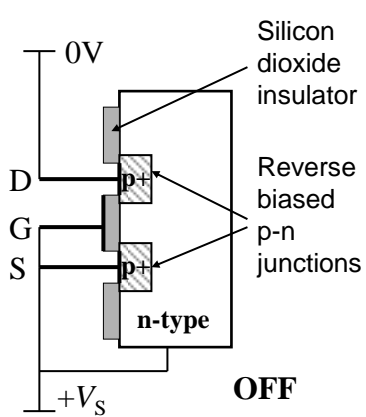 0V
Silicon
dioxide
insulator
D
p+
G
Reverse
biased
p-n
junctions
S
p+
n-type
OFF
+VS